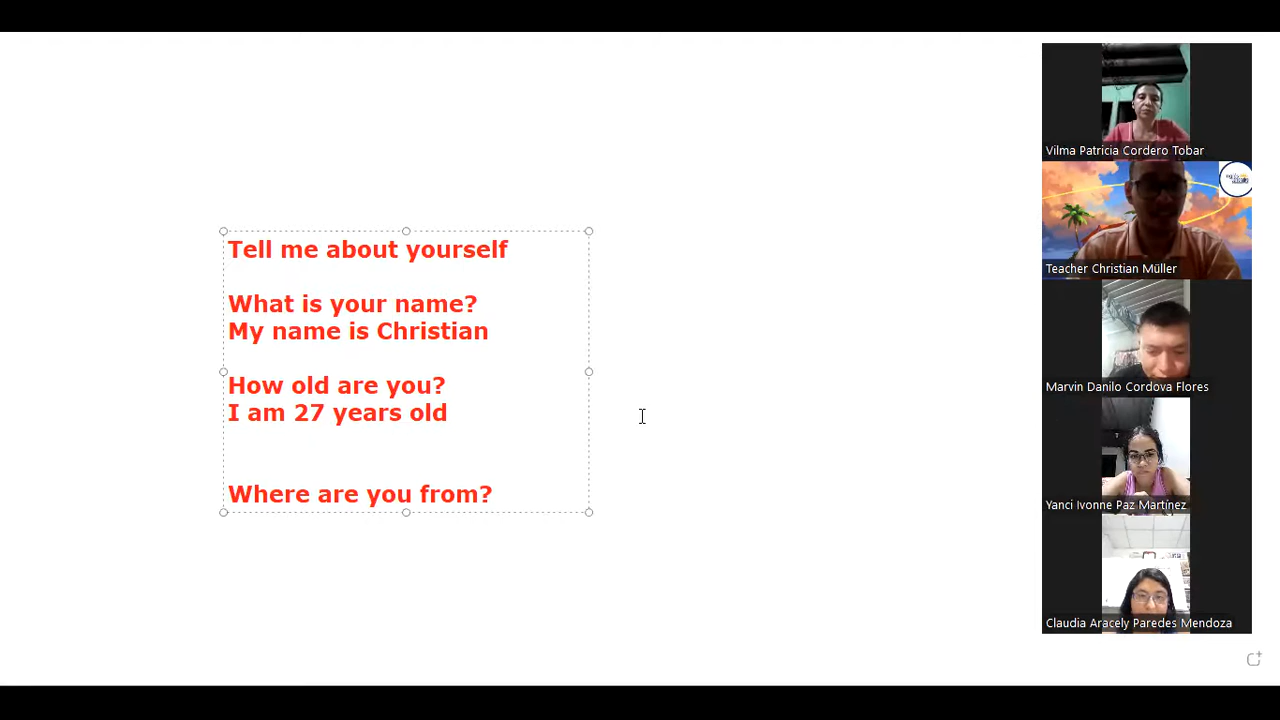 Tell me about yourself
What is your name?
My name is Christian
How old are you?
I am 27 years old
Where are you from?
Vilma Patricia Cordero Tobar
Teacher Christian Müller
Marvin Danilo Cordova Flores
Yanci Ivonne Paz Martínez
Claudia Aracely Paredes Mendoza